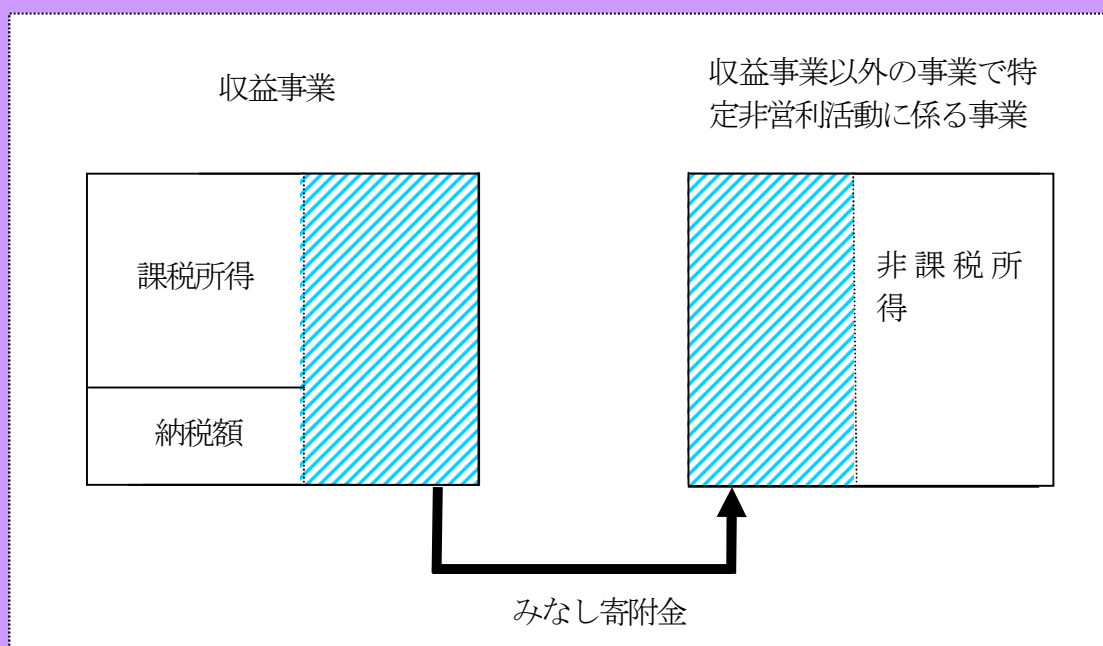 収益事業
収益事業以外の事業で特
定非営利活動に係る事業
課税所得
納税額
非課税所
得
みなし寄附金